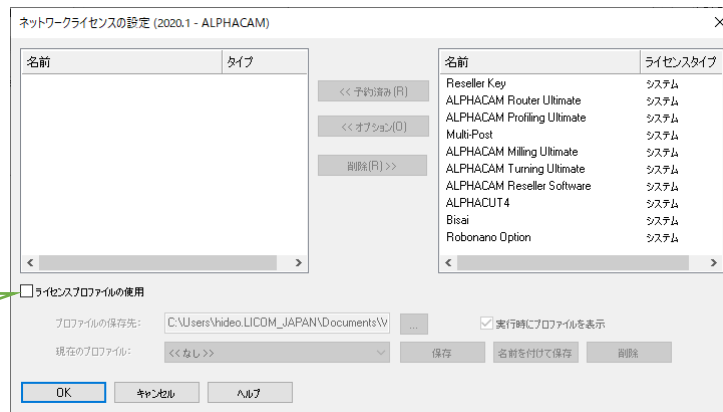 ネットワークライセンスの設定 (2020.1 - ALPHACAM)
名前 タイプ
<< 予約済み(R)
<< オプション(O)
削除(R) >>
名前 ライセンスタイプ
Reseller Key システム
ALPHACAM Router Ultimate システム
ALPHACAM Profiling Ultimate システム
Multi-Post システム
ALPHACAM Milling Ultimate システム
ALPHACAM Turning Ultimate システム
ALPHACAM Reseller Software システム
ALPHACUT4 システム
Bisai システム
Robonano Option システム
ライセンスプロファイルの使用
プロファイルの保存先: C:\Users\hideo.LICOM_JAPAN\Documents\V ... 実行時にプロファイルを表示
現在のプロファイル: <<なし>> 保存 名前を付けて保存 削除
OK キャンセル ヘルプ